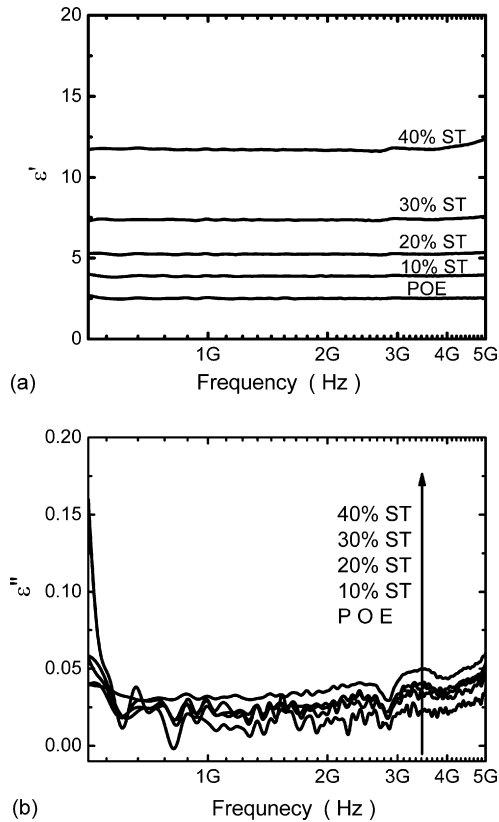 20
15
10
5
0
ε'
40% ST
30% ST
20% ST
10% ST
POE
1G 2G 3G 4G 5G
(a) Frequency ( Hz )
0.20
0.15
0.10
0.05
0.00
ε"
40% ST
30% ST
20% ST
10% ST
P O E
1G 2G 3G 4G 5G
(b) Frequnecy ( Hz )